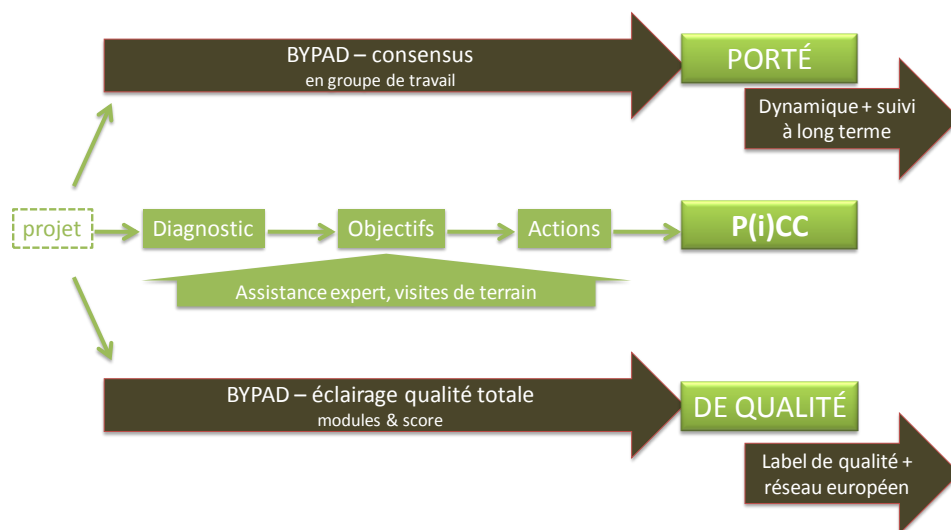 BYPAD – consensus
en groupe de travail
PORTÉ
Dynamique + suivi
à long terme
projet
Diagnostic
Objectifs
Actions
P(i)CC
Assistance expert, visites de terrain
BYPAD – éclairage qualité totale
modules & score
DE QUALITÉ
Label de qualité +
réseau européen